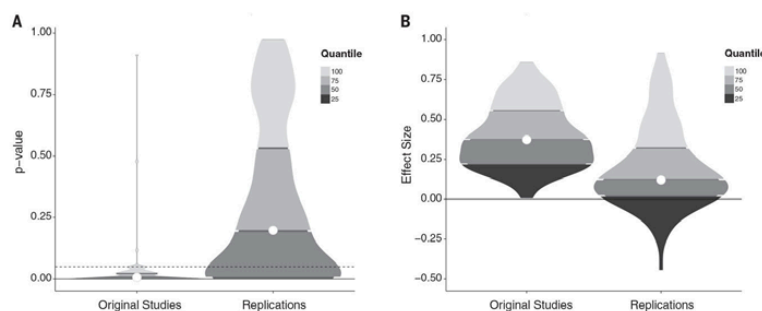 A
1.00
0.75
0.50
0.25
0.00
p-value
Quantile
100
75
50
25
Original Studies
Replications
B
1.00
0.75
0.50
0.25
0.00
−0.25
−0.50
Effect Size
Quantile
100
75
50
25
Original Studies
Replications